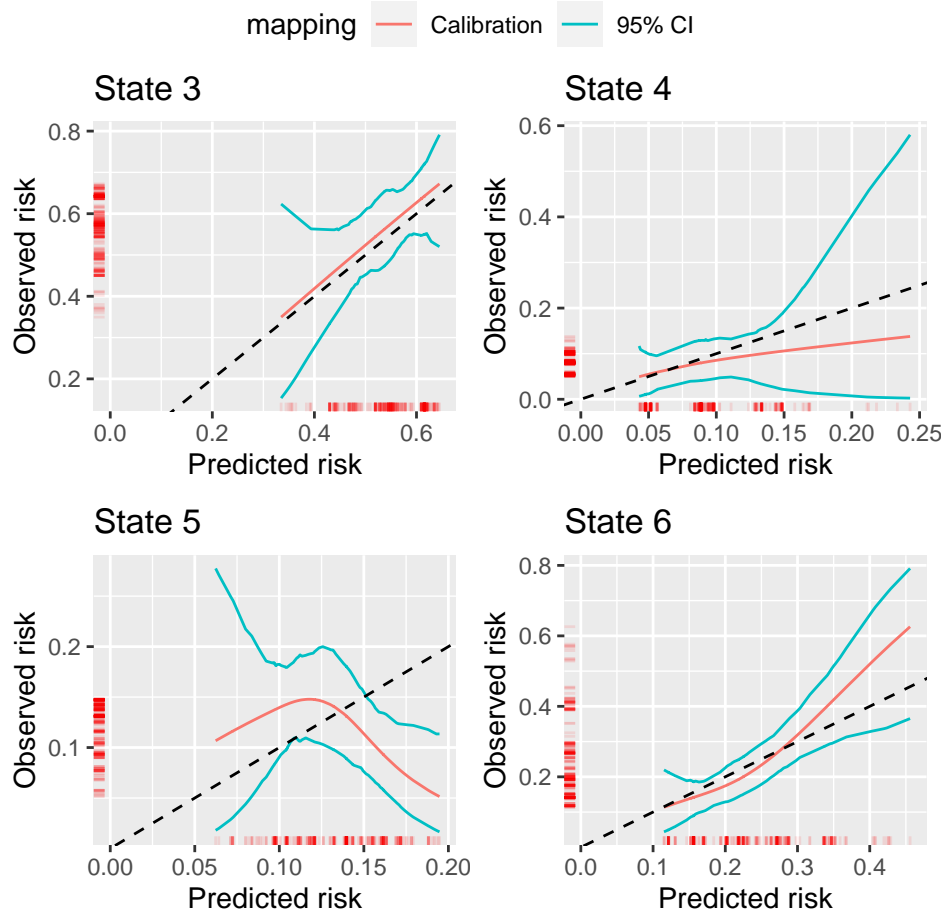 mapping Calibration 95% CI
State 3
0.8
0.6
0.4
0.2
Observed risk
0.0 0.2 0.4 0.6
Predicted risk
State 4
0.6
0.4
0.2
0.0
Observed risk
0.00 0.05 0.10 0.15 0.20 0.25
Predicted risk
State 5
0.2
0.1
Observed risk
0.00 0.05 0.10 0.15 0.20
Predicted risk
State 6
0.8
0.6
0.4
0.2
Observed risk
0.0 0.1 0.2 0.3 0.4
Predicted risk